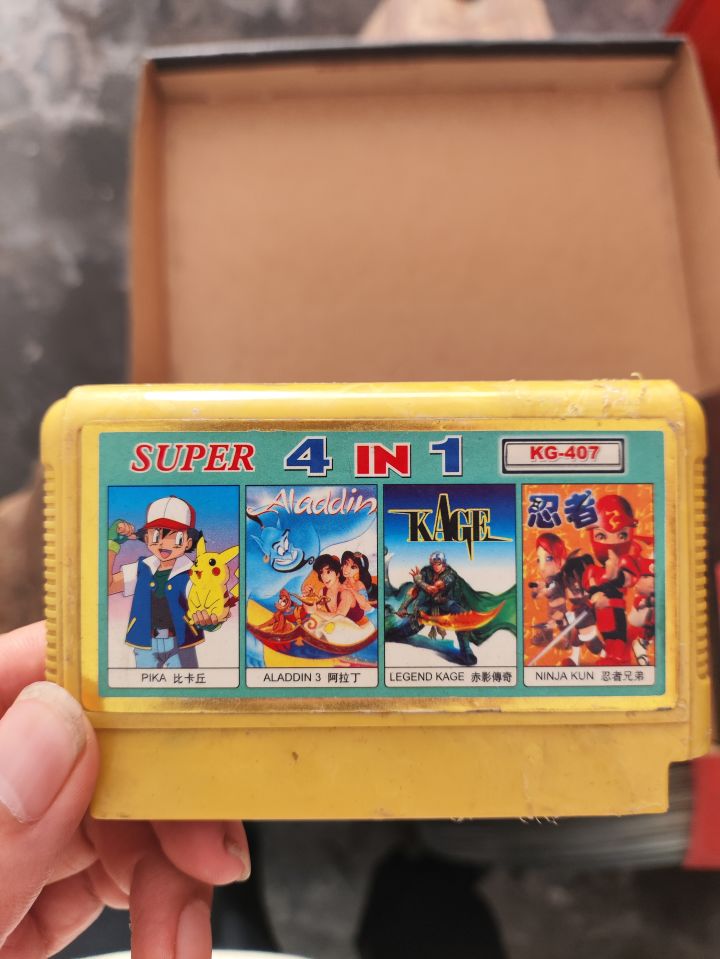 SUPER 4 IN 1
KG-407
Aladdin
KAGE
忍者
PIKA 比卡丘
ALADDIN 3 阿拉丁
LEGEND KAGE 赤影傳奇
NINJA KUN 忍者兄弟